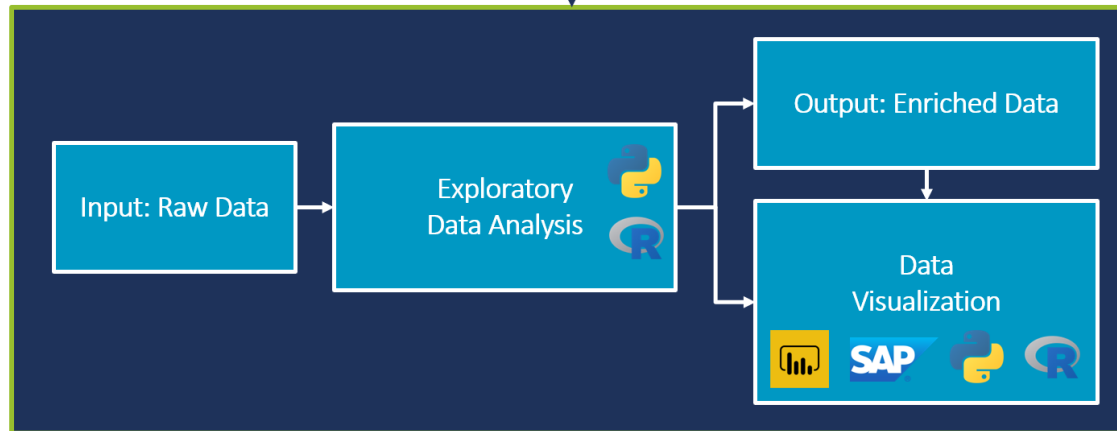 Input: Raw Data
Exploratory
Data Analysis
R
Output: Enriched Data
Data
Visualization
SAP
R